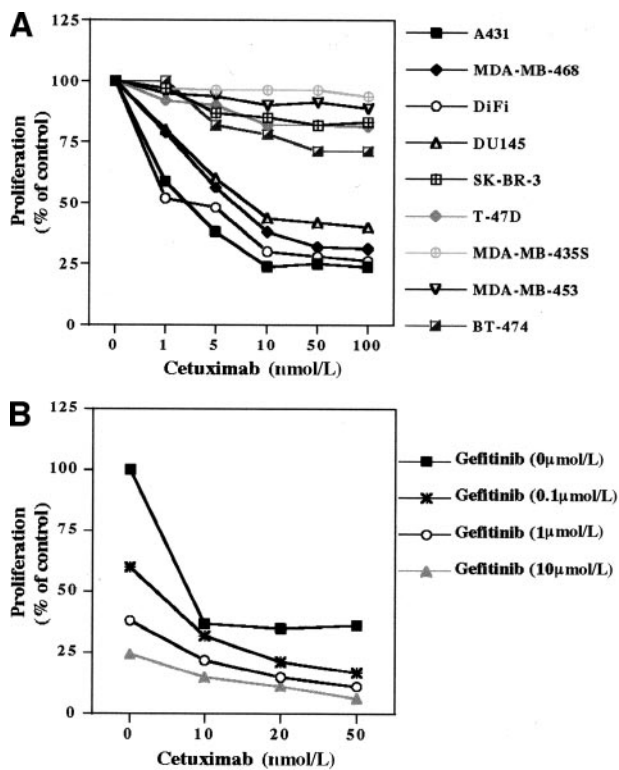 A
125
100
75
50
25
0
Proliferation
(% of control)
0 1 5 10 50 100
Cetuximab (nmol/L)
A431
MDA-MB-468
DiFi
DU145
SK-BR-3
T-47D
MDA-MB-435S
MDA-MB-453
BT-474
B
125
100
75
50
25
0
Proliferation
(% of control)
0 10 20 50
Cetuximab (nmol/L)
Gefitinib (0μmol/L)
Gefitinib (0.1μmol/L)
Gefitinib (1μmol/L)
Gefitinib (10μmol/L)